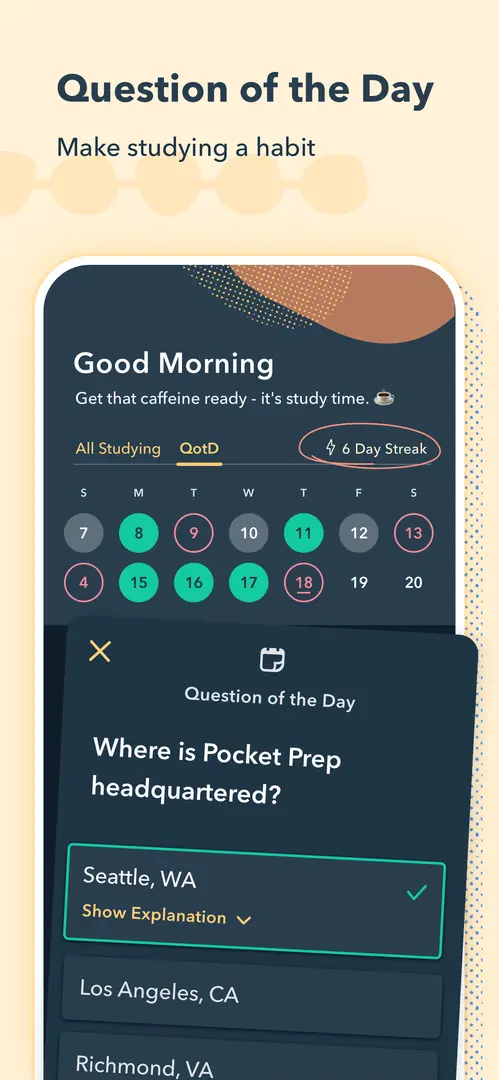 Question of the Day
Make studying a habit
Good Morning
Get that caffeine ready - it's study time. ☕
All Studying QotD 6 Day Streak
S M T W T F S
7 8 9 10 11 12 13
4 15 16 17 18 19 20
Question of the Day
Where is Pocket Prep
headquartered?
Seattle, WA
Show Explanation
Los Angeles, CA
Richmond, VA